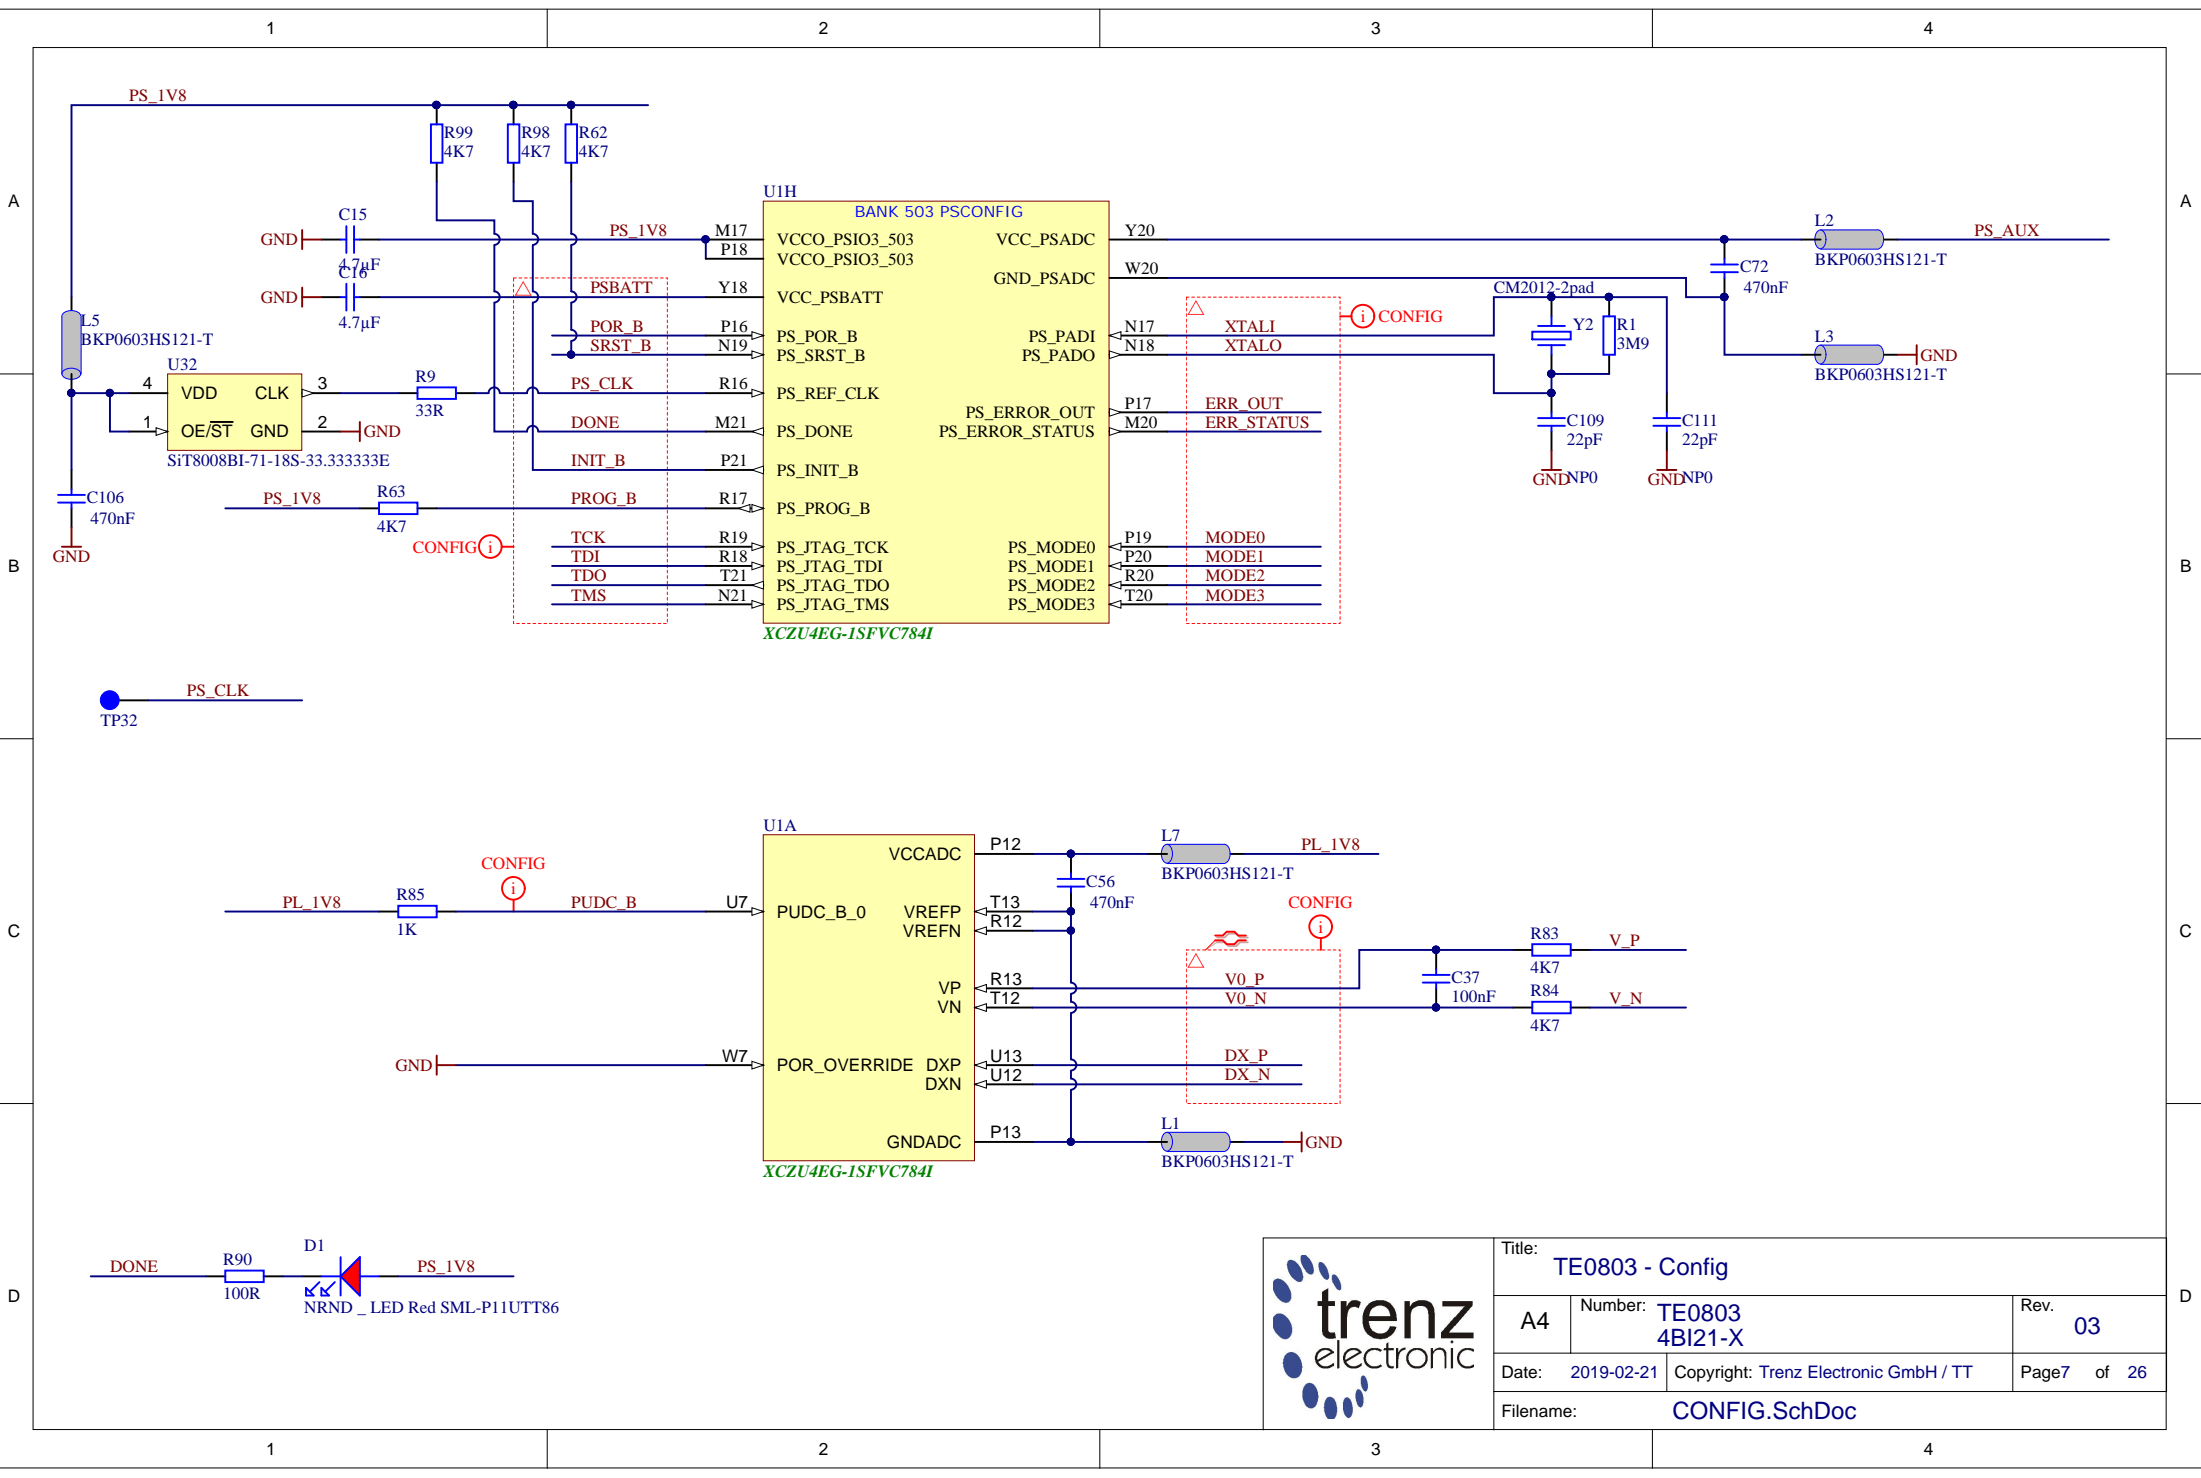 1 2 3 4
A A
B B
C C
D D
PS_1V8
R99 4K7
R98 4K7
R62 4K7
L5
BKP0603HS121-T
C106
470nF
GND
U32
4 VDD CLK 3
1 OE/ST GND 2 GND
SiT8008BI-71-18S-33.333333E
R9
33R
C15
GND
4.7µF
C16
GND
4.7µF
PS_1V8
R63
4K7
CONFIG i
PS_1V8
PSBATT
POR_B
SRST_B
PS_CLK
DONE
INIT_B
PROG_B
TCK
TDI
TDO
TMS
U1H
BANK 503 PSCONFIG
M17 VCCO_PSIO3_503
P18 VCCO_PSIO3_503
Y18 VCC_PSBATT
P16 PS_POR_B
N19 PS_SRST_B
R16 PS_REF_CLK
M21 PS_DONE
P21 PS_INIT_B
R17 PS_PROG_B
R19 PS_JTAG_TCK
R18 PS_JTAG_TDI
T21 PS_JTAG_TDO
N21 PS_JTAG_TMS
VCC_PSADC Y20
GND_PSADC W20
PS_PADI N17 XTALI
PS_PADO N18 XTALO
PS_ERROR_OUT P17 ERR_OUT
PS_ERROR_STATUS M20 ERR_STATUS
PS_MODE0 P19 MODE0
PS_MODE1 P20 MODE1
PS_MODE2 R20 MODE2
PS_MODE3 T20 MODE3
XCZU4EG-1SFVC784I
i CONFIG
CM2012-2pad
Y2
R1
3M9
C109
22pF
GND NP0
C111
22pF
GND NP0
C72
470nF
L2
BKP0603HS121-T
PS_AUX
L3
BKP0603HS121-T
GND
PS_CLK
TP32
U1A
PL_1V8
R85
1K
CONFIG
i
PUDC_B
U7 PUDC_B_0
GND
W7 POR_OVERRIDE
VCCADC P12
VREFP T13
VREFN R12
VP R13 V0_P
VN T12 V0_N
DXP U13 DX_P
DXN U12 DX_N
GNDADC P13
XCZU4EG-1SFVC784I
C56
470nF
L7
BKP0603HS121-T
PL_1V8
CONFIG
i
C37
100nF
R83
4K7
V_P
R84
4K7
V_N
L1
BKP0603HS121-T
GND
DONE
R90
100R
D1
PS_1V8
NRND _ LED Red SML-P11UTT86
trenz
electronic
Title:
TE0803 - Config
A4
Number: TE0803
4BI21-X
Rev.
03
Date: 2019-02-21
Copyright: Trenz Electronic GmbH / TT
Page7 of 26
Filename: CONFIG.SchDoc
1 2 3 4